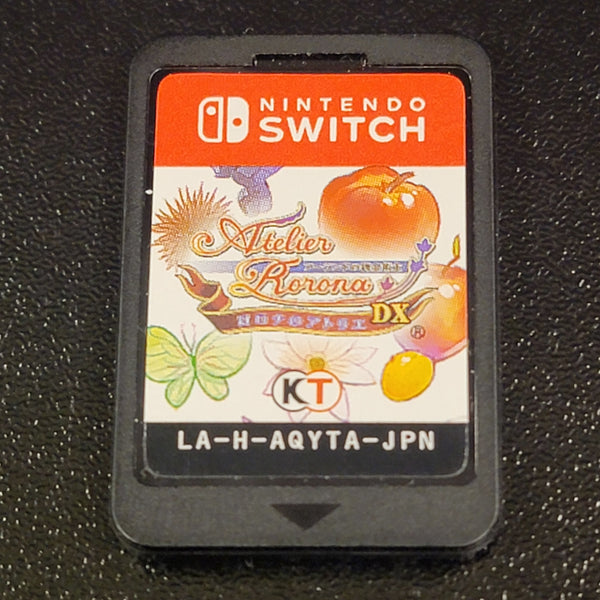 NINTENDO
SWITCH
Atelier
Rorona
DX
®
KT
LA-H-AQYTA-JPN